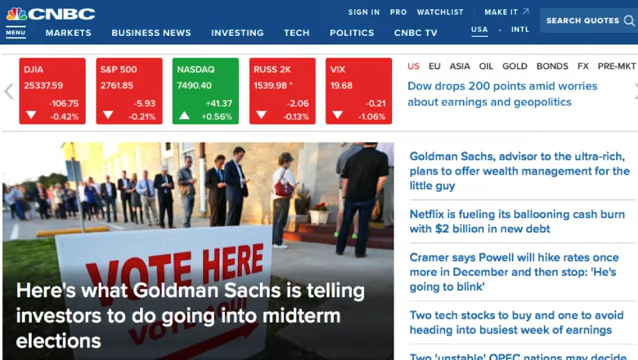 CNBC
SIGN IN PRO WATCHLIST MAKE IT
SEARCH QUOTES
MENU MARKETS BUSINESS NEWS INVESTING TECH POLITICS CNBC TV
USA · INTL
DJIA
25337.59
-106.75
-0.42%
S&P 500
2761.85
-5.93
-0.21%
NASDAQ
7490.40
+41.37
+0.56%
RUSS 2K
1539.98 *
-2.06
-0.13%
VIX
19.68
-0.21
-1.06%
US EU ASIA OIL GOLD BONDS FX PRE-MKT
Dow drops 200 points amid worries
about earnings and geopolitics
VOTE HERE
Here's what Goldman Sachs is telling
investors to do going into midterm
elections
Goldman Sachs, advisor to the ultra-rich,
plans to offer wealth management for the
little guy
Netflix is fueling its ballooning cash burn
with $2 billion in new debt
Cramer says Powell will hike rates once
more in December and then stop: 'He's
going to blink'
Two tech stocks to buy and one to avoid
heading into busiest week of earnings
Two 'unstable' OPEC nations may decide